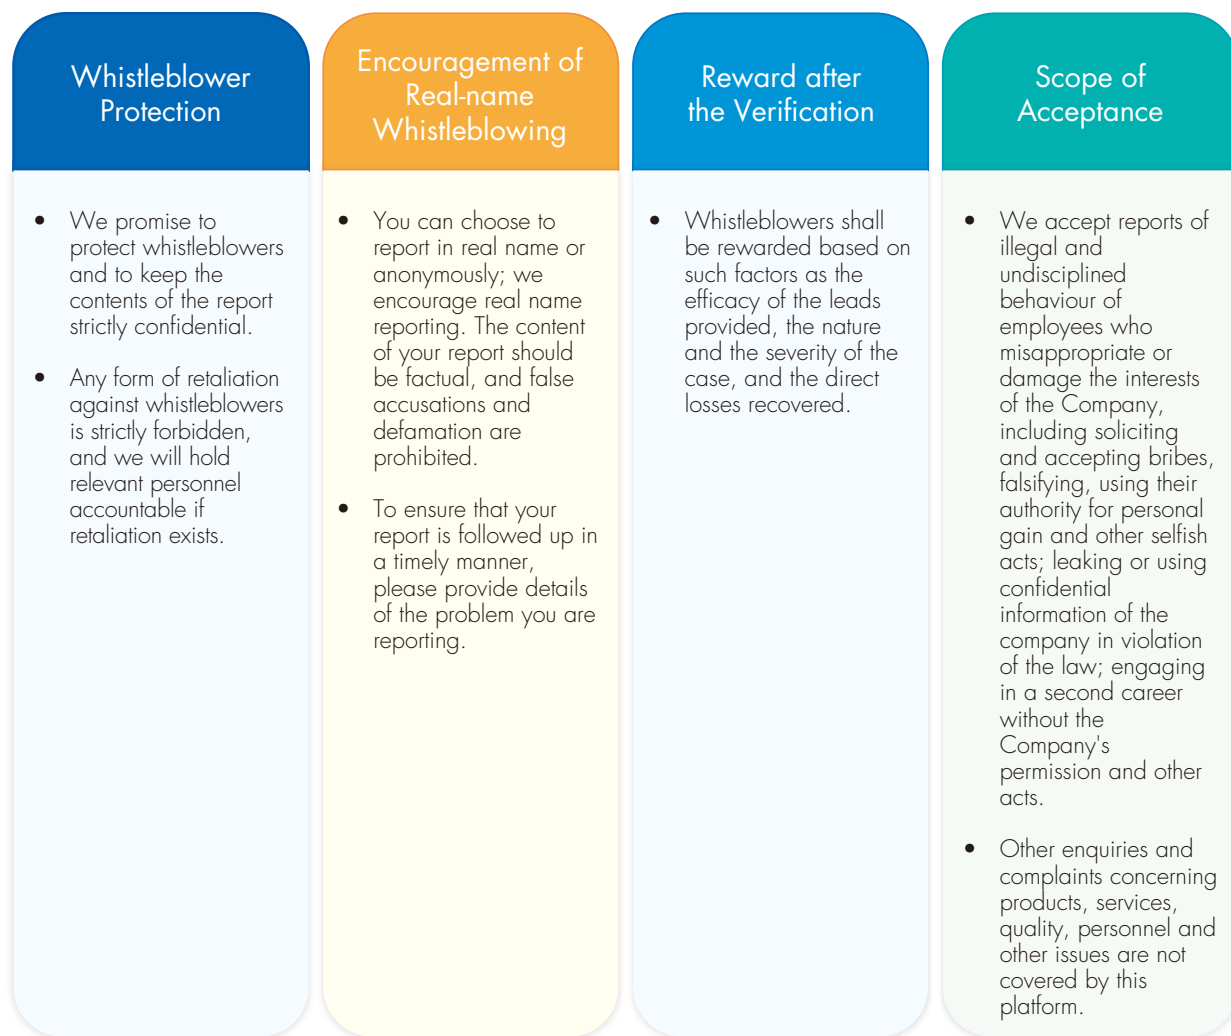 Whistleblower
Protection
• We promise to
protect whistleblowers
and to keep the
contents of the report
strictly confidential.
• Any form of retaliation
against whistleblowers
is strictly forbidden,
and we will hold
relevant personnel
accountable if
retaliation exists.
Encouragement of
Real-name
Whistleblowing
• You can choose to
report in real name or
anonymously; we
encourage real name
reporting. The content
of your report should
be factual, and false
accusations and
defamation are
prohibited.
• To ensure that your
report is followed up in
a timely manner,
please provide details
of the problem you are
reporting.
Reward after
the Verification
• Whistleblowers shall
be rewarded based on
such factors as the
efficacy of the leads
provided, the nature
and the severity of the
case, and the direct
losses recovered.
Scope of
Acceptance
• We accept reports of
illegal and
undisciplined
behaviour of
employees who
misappropriate or
damage the interests
of the Company,
including soliciting
and accepting bribes,
falsifying, using their
authority for personal
gain and other selfish
acts; leaking or using
confidential
information of the
company in violation
of the law; engaging
in a second career
without the
Company's
permission and other
acts.
• Other enquiries and
complaints concerning
products, services,
quality, personnel and
other issues are not
covered by this
platform.